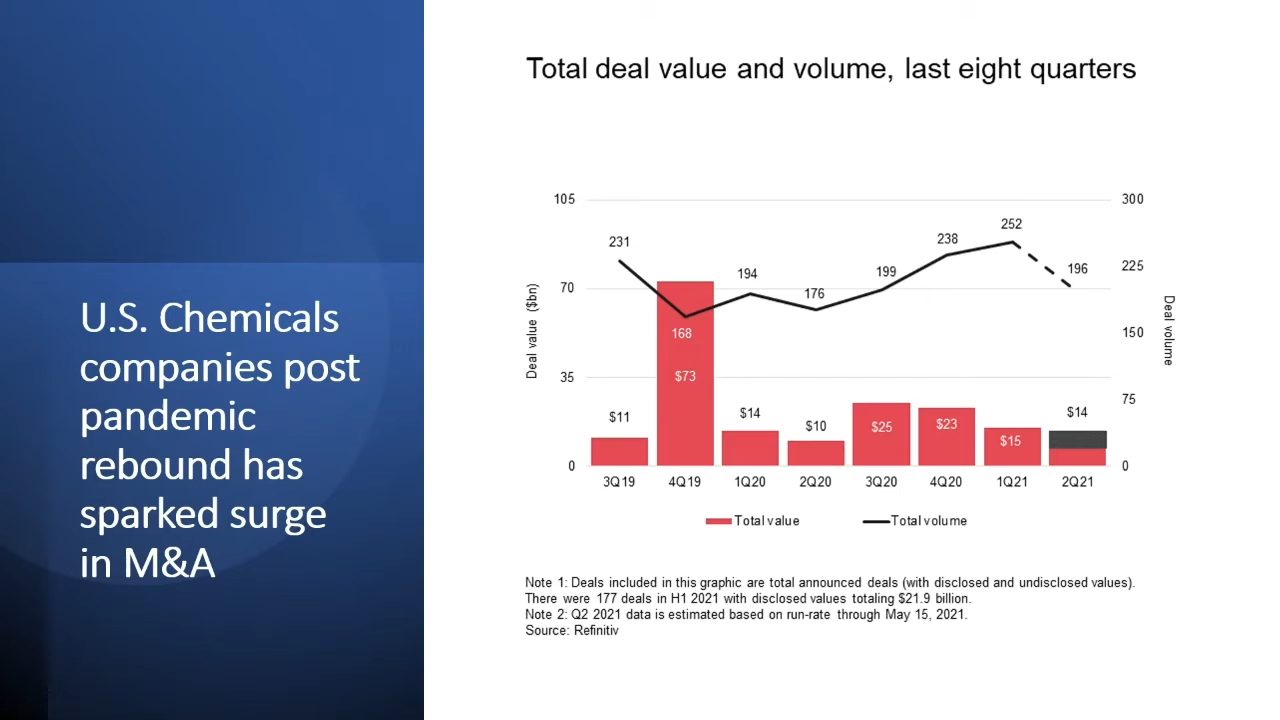 U.S. Chemicals
companies post
pandemic
rebound has
sparked surge
in M&A
Total deal value and volume, last eight quarters
105
300
252
238
231
225
196
199
194
176
70
Deal value ($bn)
Deal volume
168
150
$73
35
75
$11
$14
$10
$25
$23
$15
$14
0
0
3Q19 4Q19 1Q20 2Q20 3Q20 4Q20 1Q21 2Q21
Total value Total volume
Note 1: Deals included in this graphic are total announced deals (with disclosed and undisclosed values).
There were 177 deals in H1 2021 with disclosed values totaling $21.9 billion.
Note 2: Q2 2021 data is estimated based on run-rate through May 15, 2021.
Source: Refinitiv